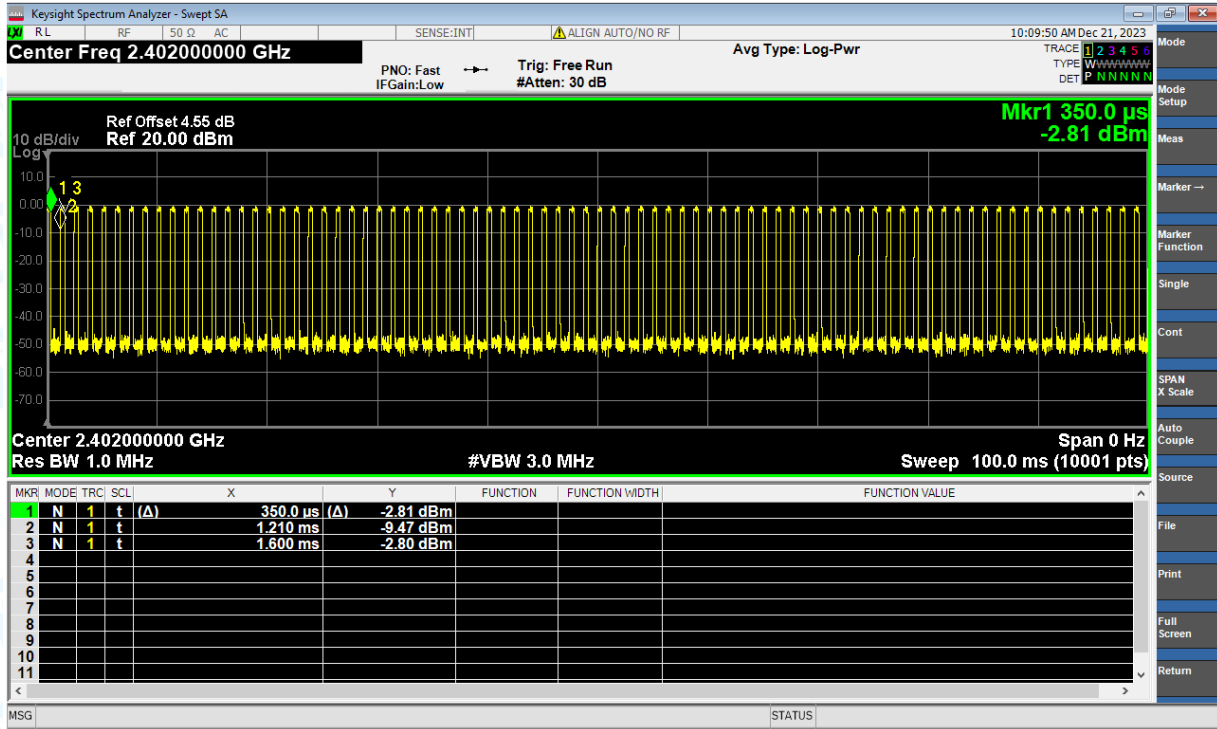 Keysight Spectrum Analyzer - Swept SA
LXI RL RF 50 Ω AC SENSE:INT ALIGN AUTO/NO RF 10:09:50 AM Dec 21, 2023
Center Freq 2.402000000 GHz
Avg Type: Log-Pwr
TRACE 1 2 3 4 5 6
TYPE WWWWWWW
DET P N N N N N
PNO: Fast
IFGain:Low
Trig: Free Run
#Atten: 30 dB
Mkr1 350.0 µs
-2.81 dBm
Ref Offset 4.55 dB
10 dB/div Ref 20.00 dBm
Log
10.0
0.00
-10.0
-20.0
-30.0
-40.0
-50.0
-60.0
-70.0
1 3
2
Center 2.402000000 GHz Span 0 Hz
Res BW 1.0 MHz #VBW 3.0 MHz Sweep 100.0 ms (10001 pts)
MKR MODE TRC SCL X Y FUNCTION FUNCTION WIDTH FUNCTION VALUE
1 N 1 t (Δ) 350.0 µs (Δ) -2.81 dBm
2 N 1 t 1.210 ms -9.47 dBm
3 N 1 t 1.600 ms -2.80 dBm
4
5
6
7
8
9
10
11
MSG STATUS
Mode
Mode
Setup
Meas
Marker →
Marker
Function
Single
Cont
SPAN
X Scale
Auto
Couple
Source
File
Print
Full
Screen
Return